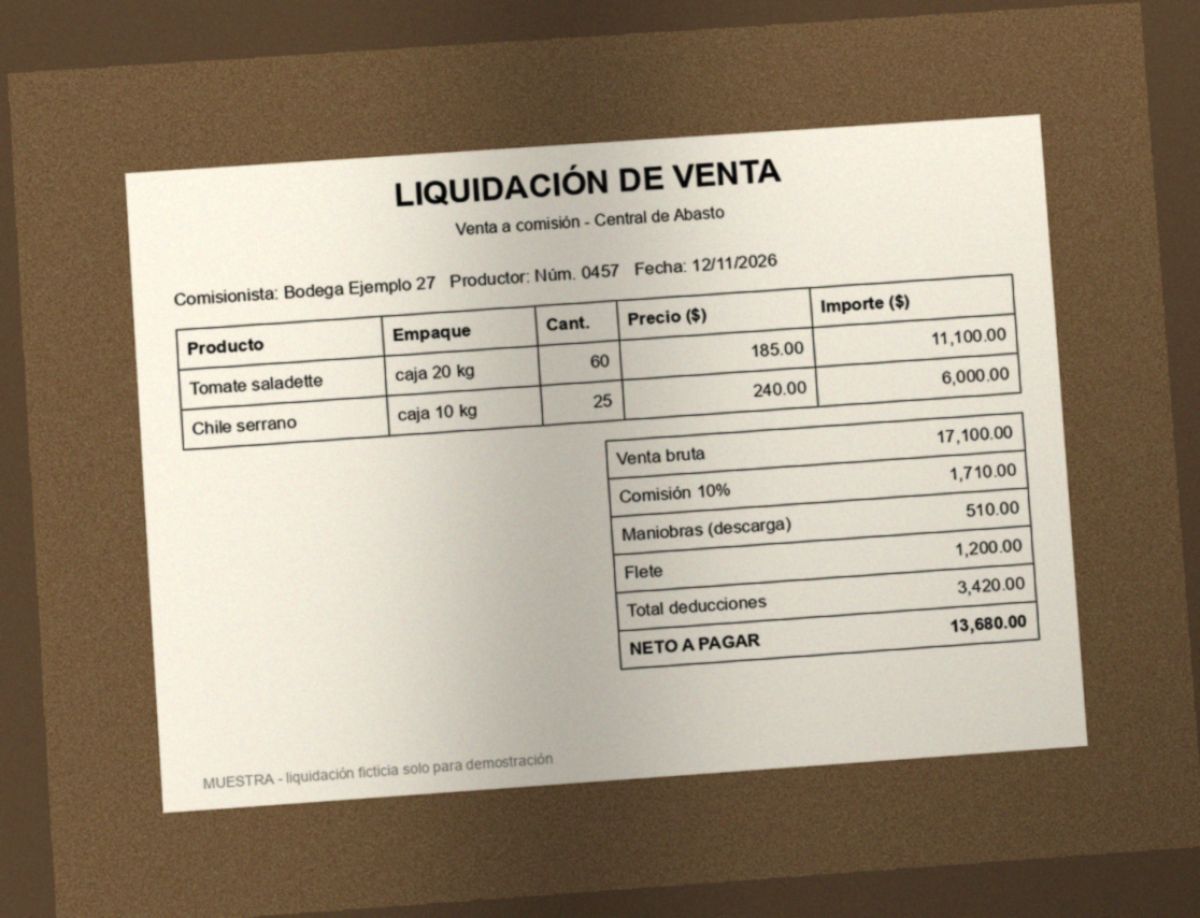 LIQUIDACIÓN DE VENTA
Venta a comisión - Central de Abasto
Comisionista: Bodega Ejemplo 27 Productor: Núm. 0457 Fecha: 12/11/2026
Producto Empaque Cant. Precio ($) Importe ($)
Tomate saladette caja 20 kg 60 185.00 11,100.00
Chile serrano caja 10 kg 25 240.00 6,000.00
Venta bruta 17,100.00
Comisión 10% 1,710.00
Maniobras (descarga) 510.00
Flete 1,200.00
Total deducciones 3,420.00
NETO A PAGAR 13,680.00
MUESTRA - liquidación ficticia solo para demostración